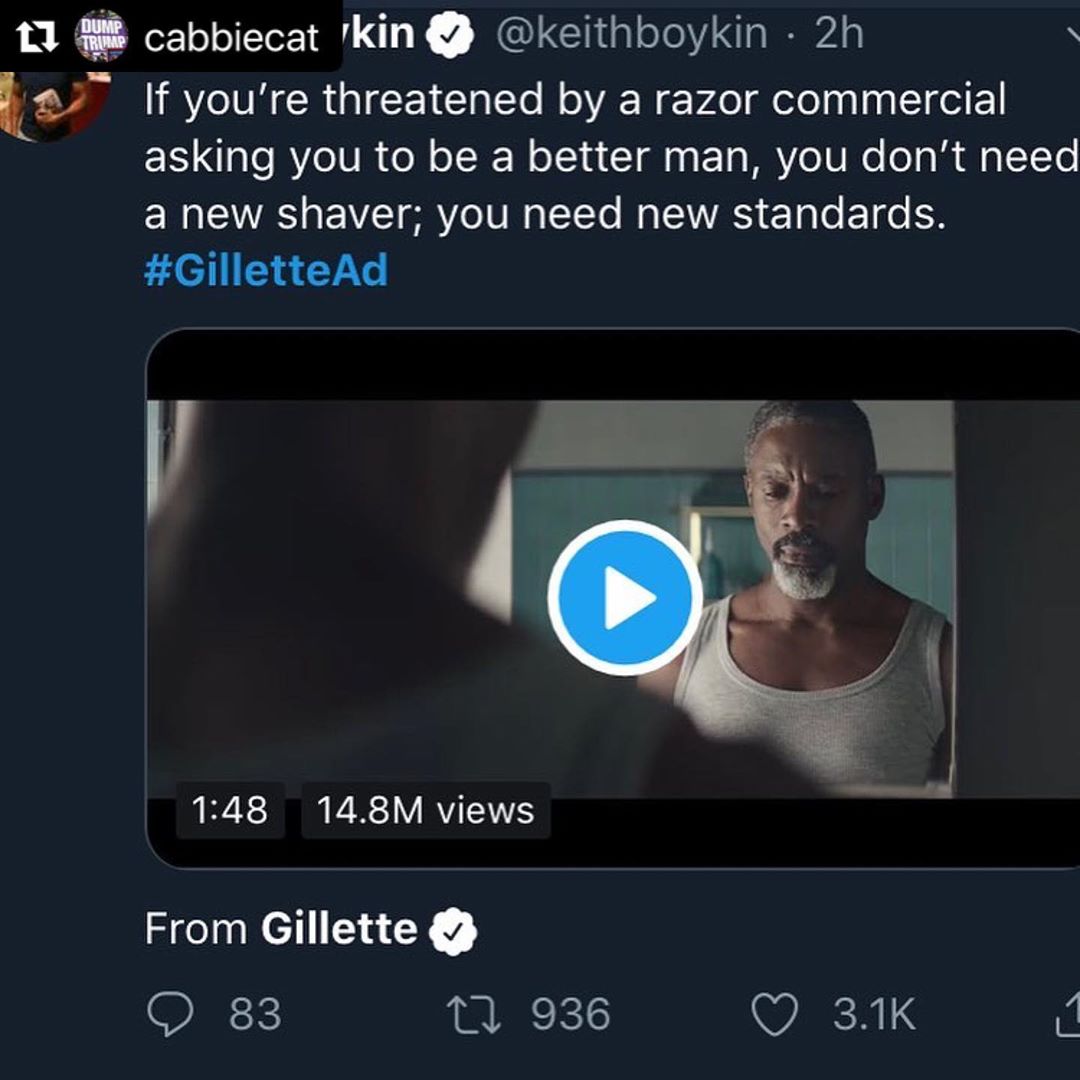 DUMP
TRUMP
cabbiecat
ykin @keithboykin · 2h
If you’re threatened by a razor commercial
asking you to be a better man, you don’t need
a new shaver; you need new standards.
#GilletteAd
1:48 14.8M views
From Gillette
83 936 3.1K